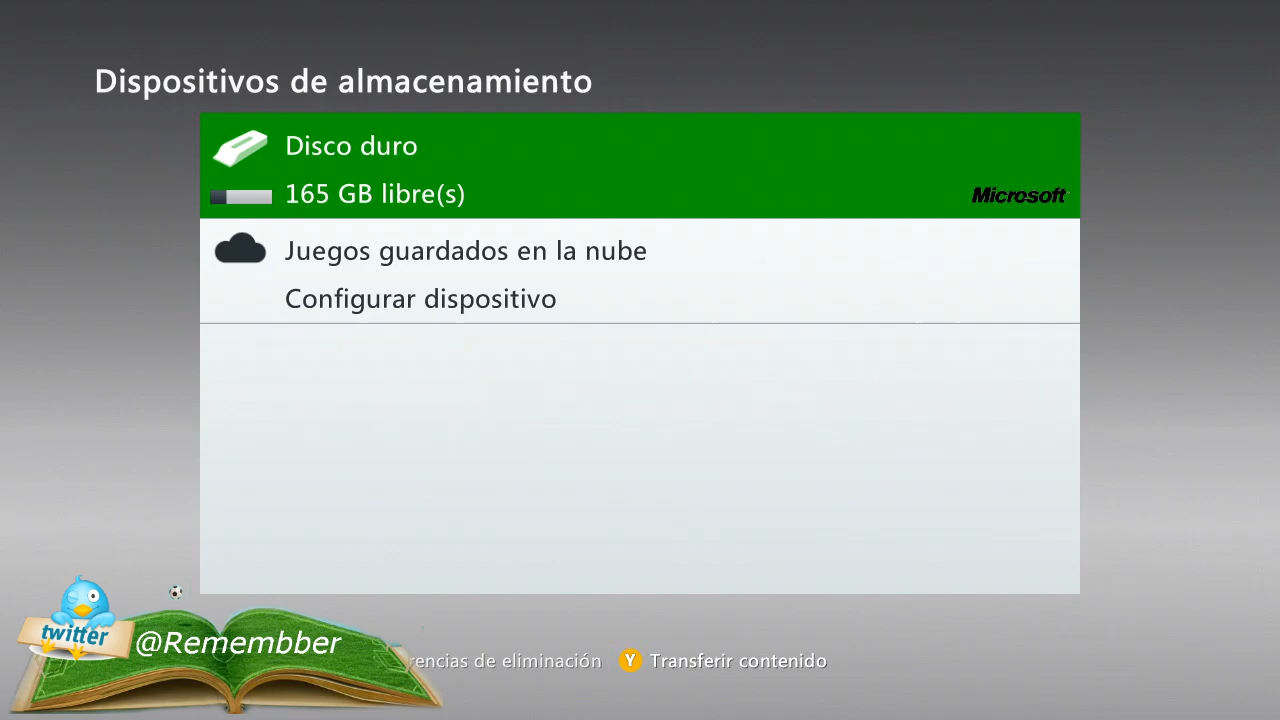 Dispositivos de almacenamiento
Disco duro
165 GB libre(s)
Microsoft
Juegos guardados en la nube
Configurar dispositivo
twitter
@Remembber
de eliminación
Y Transferir contenido